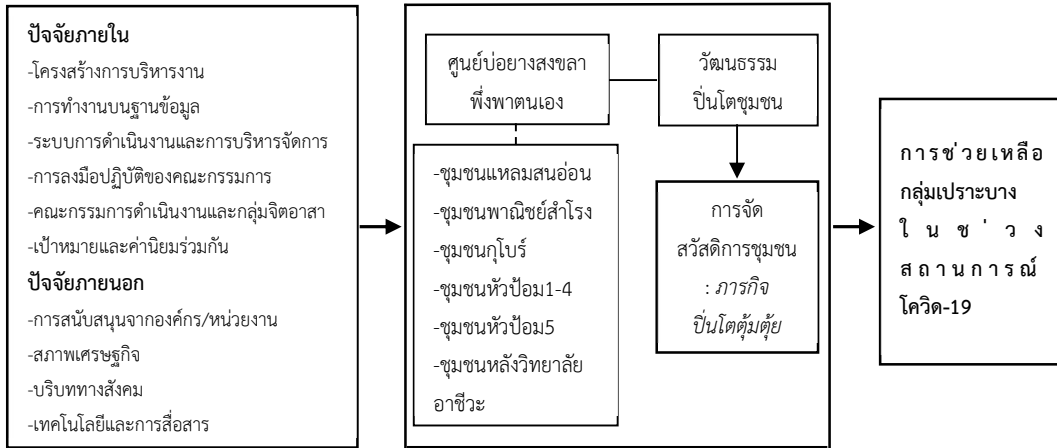 ปัจจัยภายใน
-โครงสร้างการบริหารงาน
-การทำงานบนฐานข้อมูล
-ระบบการดำเนินงานและการบริหารจัดการ
-การลงมือปฏิบัติของคณะกรรมการ
-คณะกรรมการดำเนินงานและกลุ่มจิตอาสา
-เป้าหมายและค่านิยมร่วมกัน
ปัจจัยภายนอก
-การสนับสนุนจากองค์กร/หน่วยงาน
-สภาพเศรษฐกิจ
-บริบททางสังคม
-เทคโนโลยีและการสื่อสาร
ศูนย์บ่อยางสงขลา
พึ่งพาตนเอง
-ชุมชนแหลมสนอ่อน
-ชุมชนพาณิชย์สำโรง
-ชุมชนกุโบร์
-ชุมชนหัวป้อม1-4
-ชุมชนหัวป้อม5
-ชุมชนหลังวิทยาลัย
อาชีวะ
วัฒนธรรม
ปิ่นโตชุมชน
การจัด
สวัสดิการชุมชน
: ภารกิจ
ปิ่นโตตุ้มตุ้ย
การช่วยเหลือ
กลุ่มเปราะบาง
ในช่วง
สถานการณ์
โควิด-19